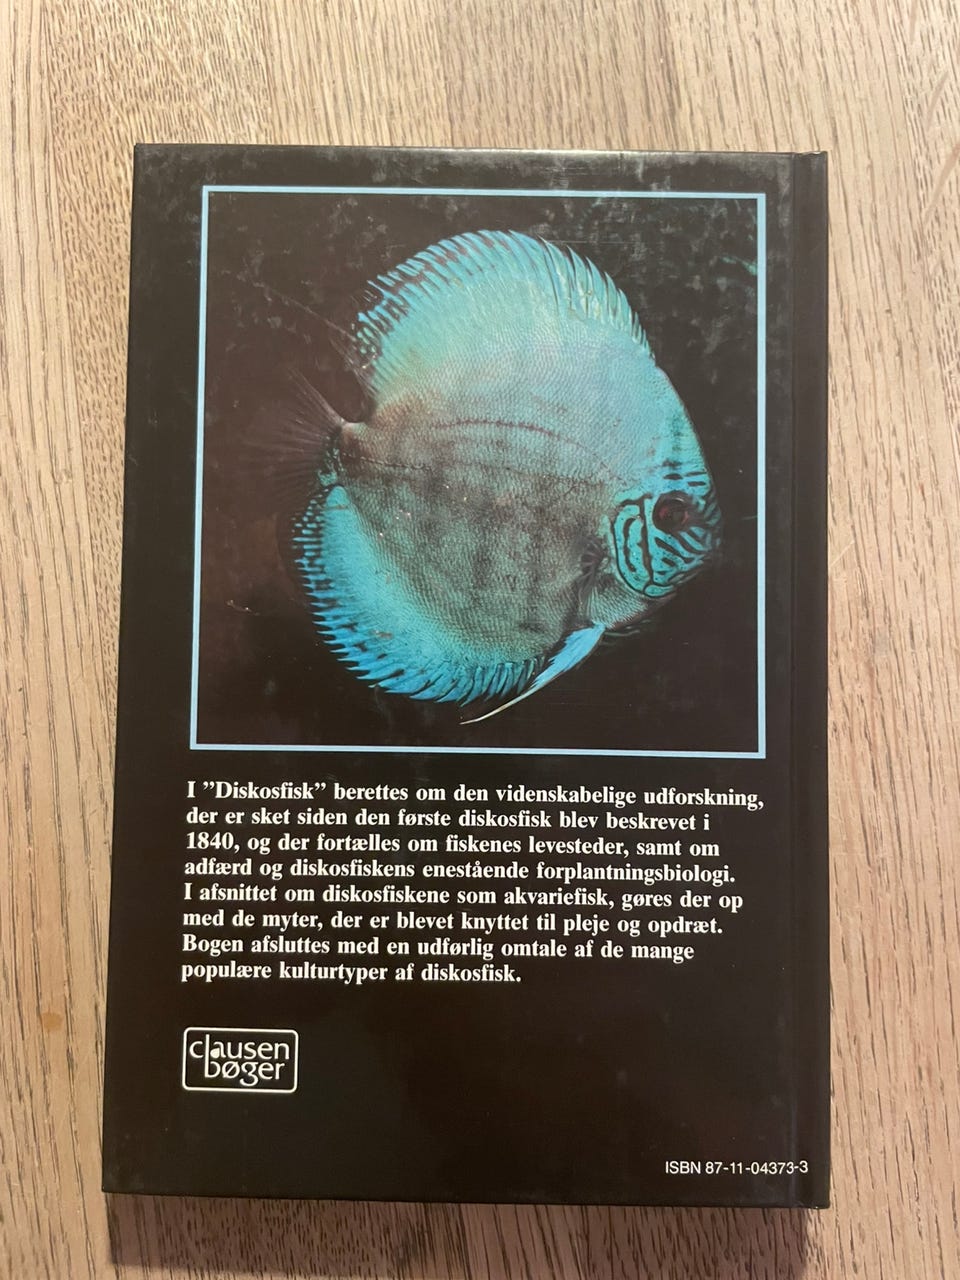 I ”Diskosfisk” berettes om den videnskabelige udforskning,
der er sket siden den første diskosfisk blev beskrevet i
1840, og der fortælles om fiskenes levesteder, samt om
adfærd og diskosfiskens enestående forplantningsbiologi.
I afsnittet om diskosfiskene som akvariefisk, gøres der op
med de myter, der er blevet knyttet til pleje og opdræt.
Bogen afsluttes med en udførlig omtale af de mange
populære kulturtyper af diskosfisk.
clausen
bøger
ISBN 87-11-04373-3